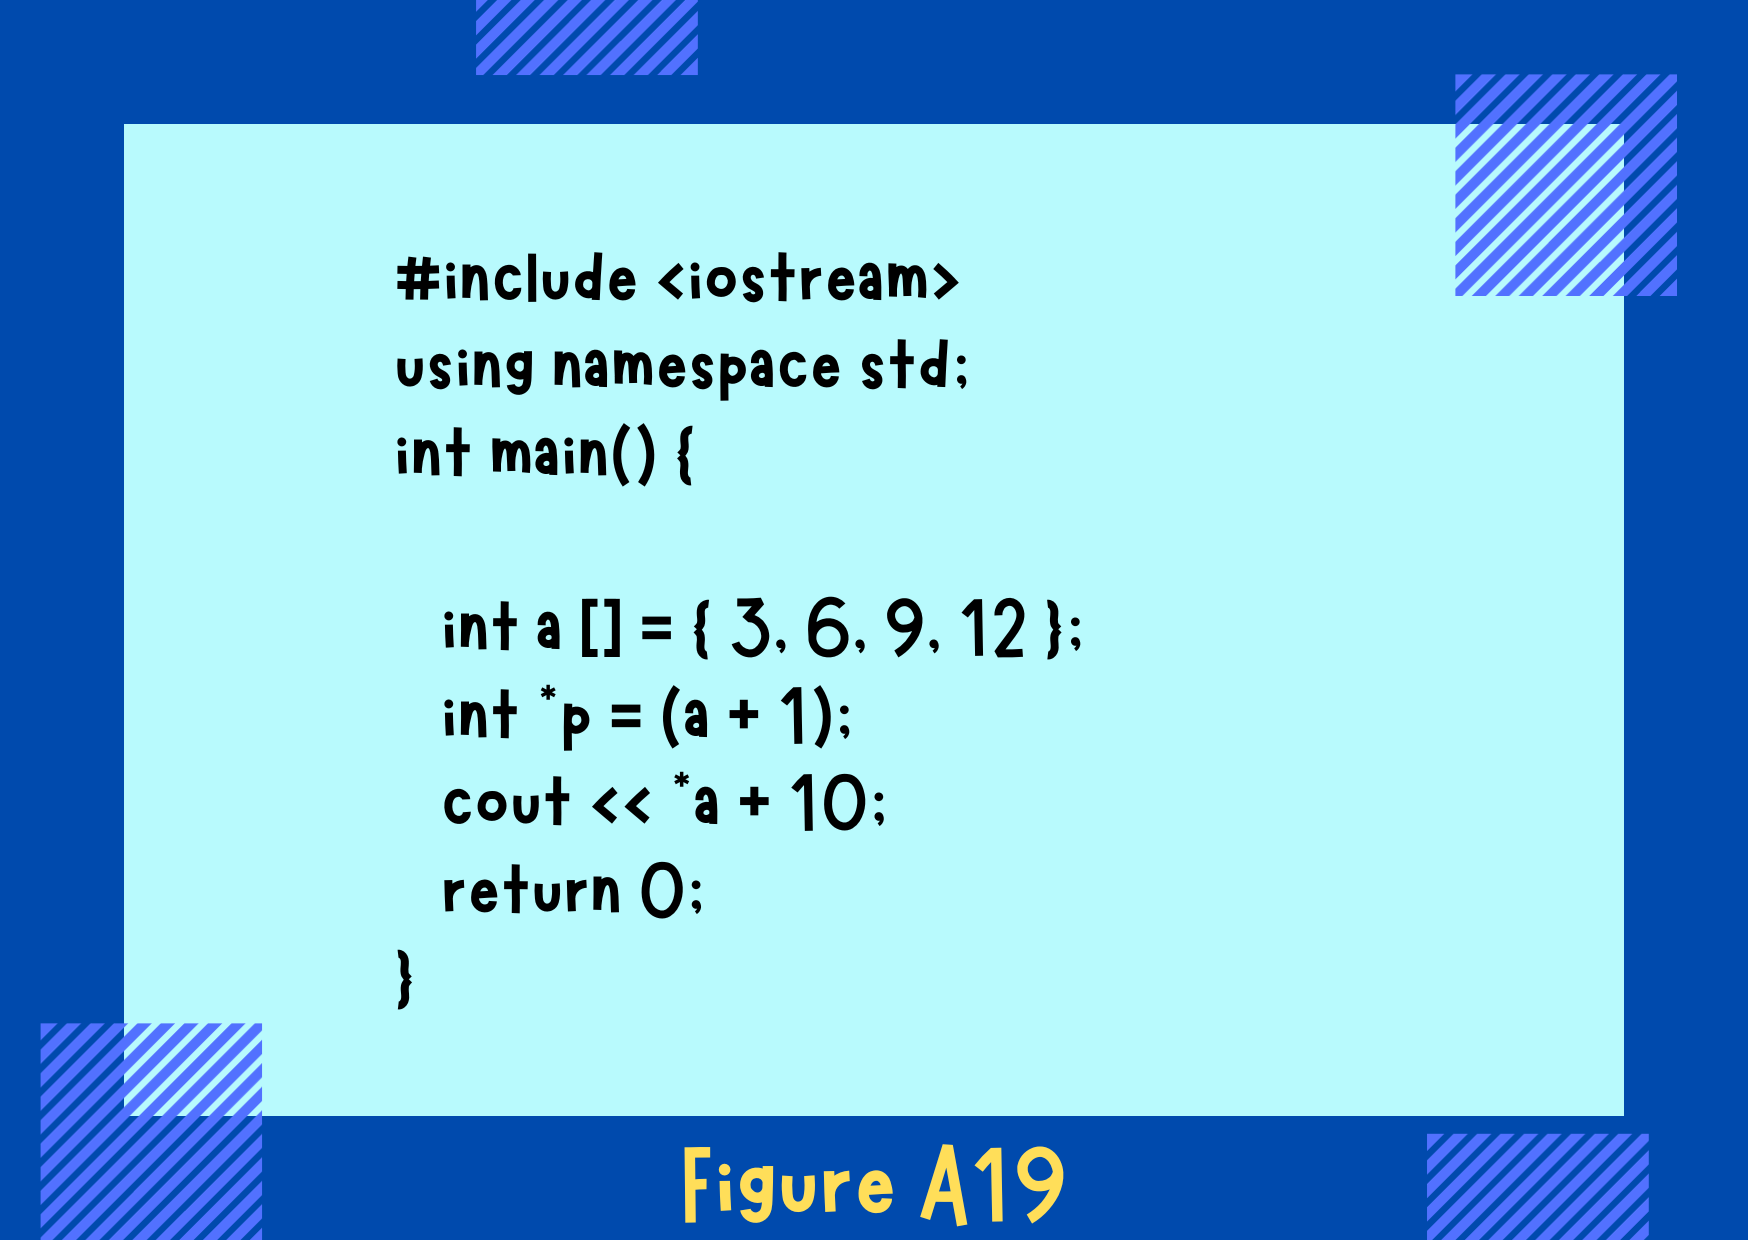 #include <iostream>
using namespace std;
int main() {
int a [] = { 3, 6, 9, 12 };
int *p = (a + 1);
cout << *a + 10;
return 0;
}
Figure A19